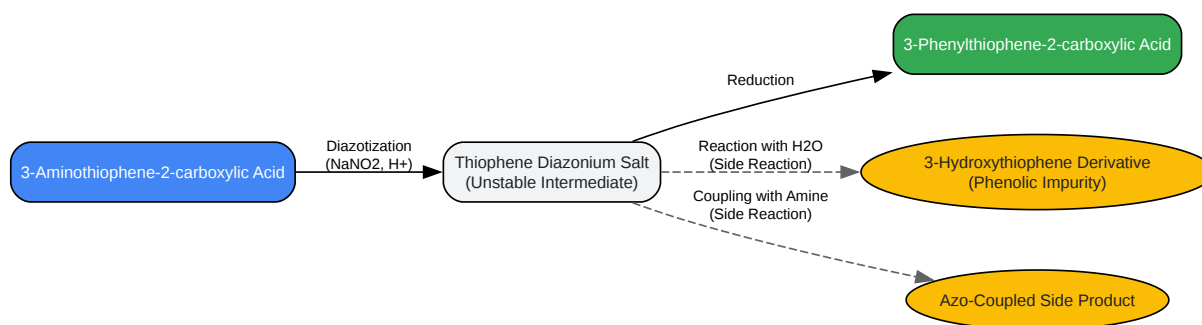 3-Phenylthiophene-2-carboxylic Acid
Reduction
3-Aminothiophene-2-carboxylic Acid
Diazotization
(NaNO2, H+)
Thiophene Diazonium Salt
(Unstable Intermediate)
Reaction with H2O
(Side Reaction)
3-Hydroxythiophene Derivative
(Phenolic Impurity)
Coupling with Amine
(Side Reaction)
Azo-Coupled Side Product